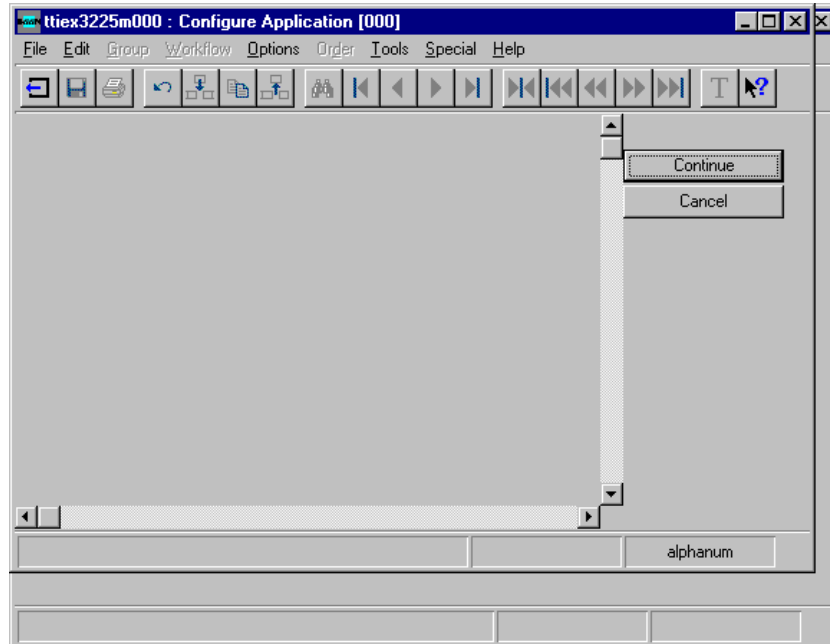 ttiex3225m000 : Configure Application [000]
File Edit Group Workflow Options Order Tools Special Help
T ?
Continue
Cancel
alphanum